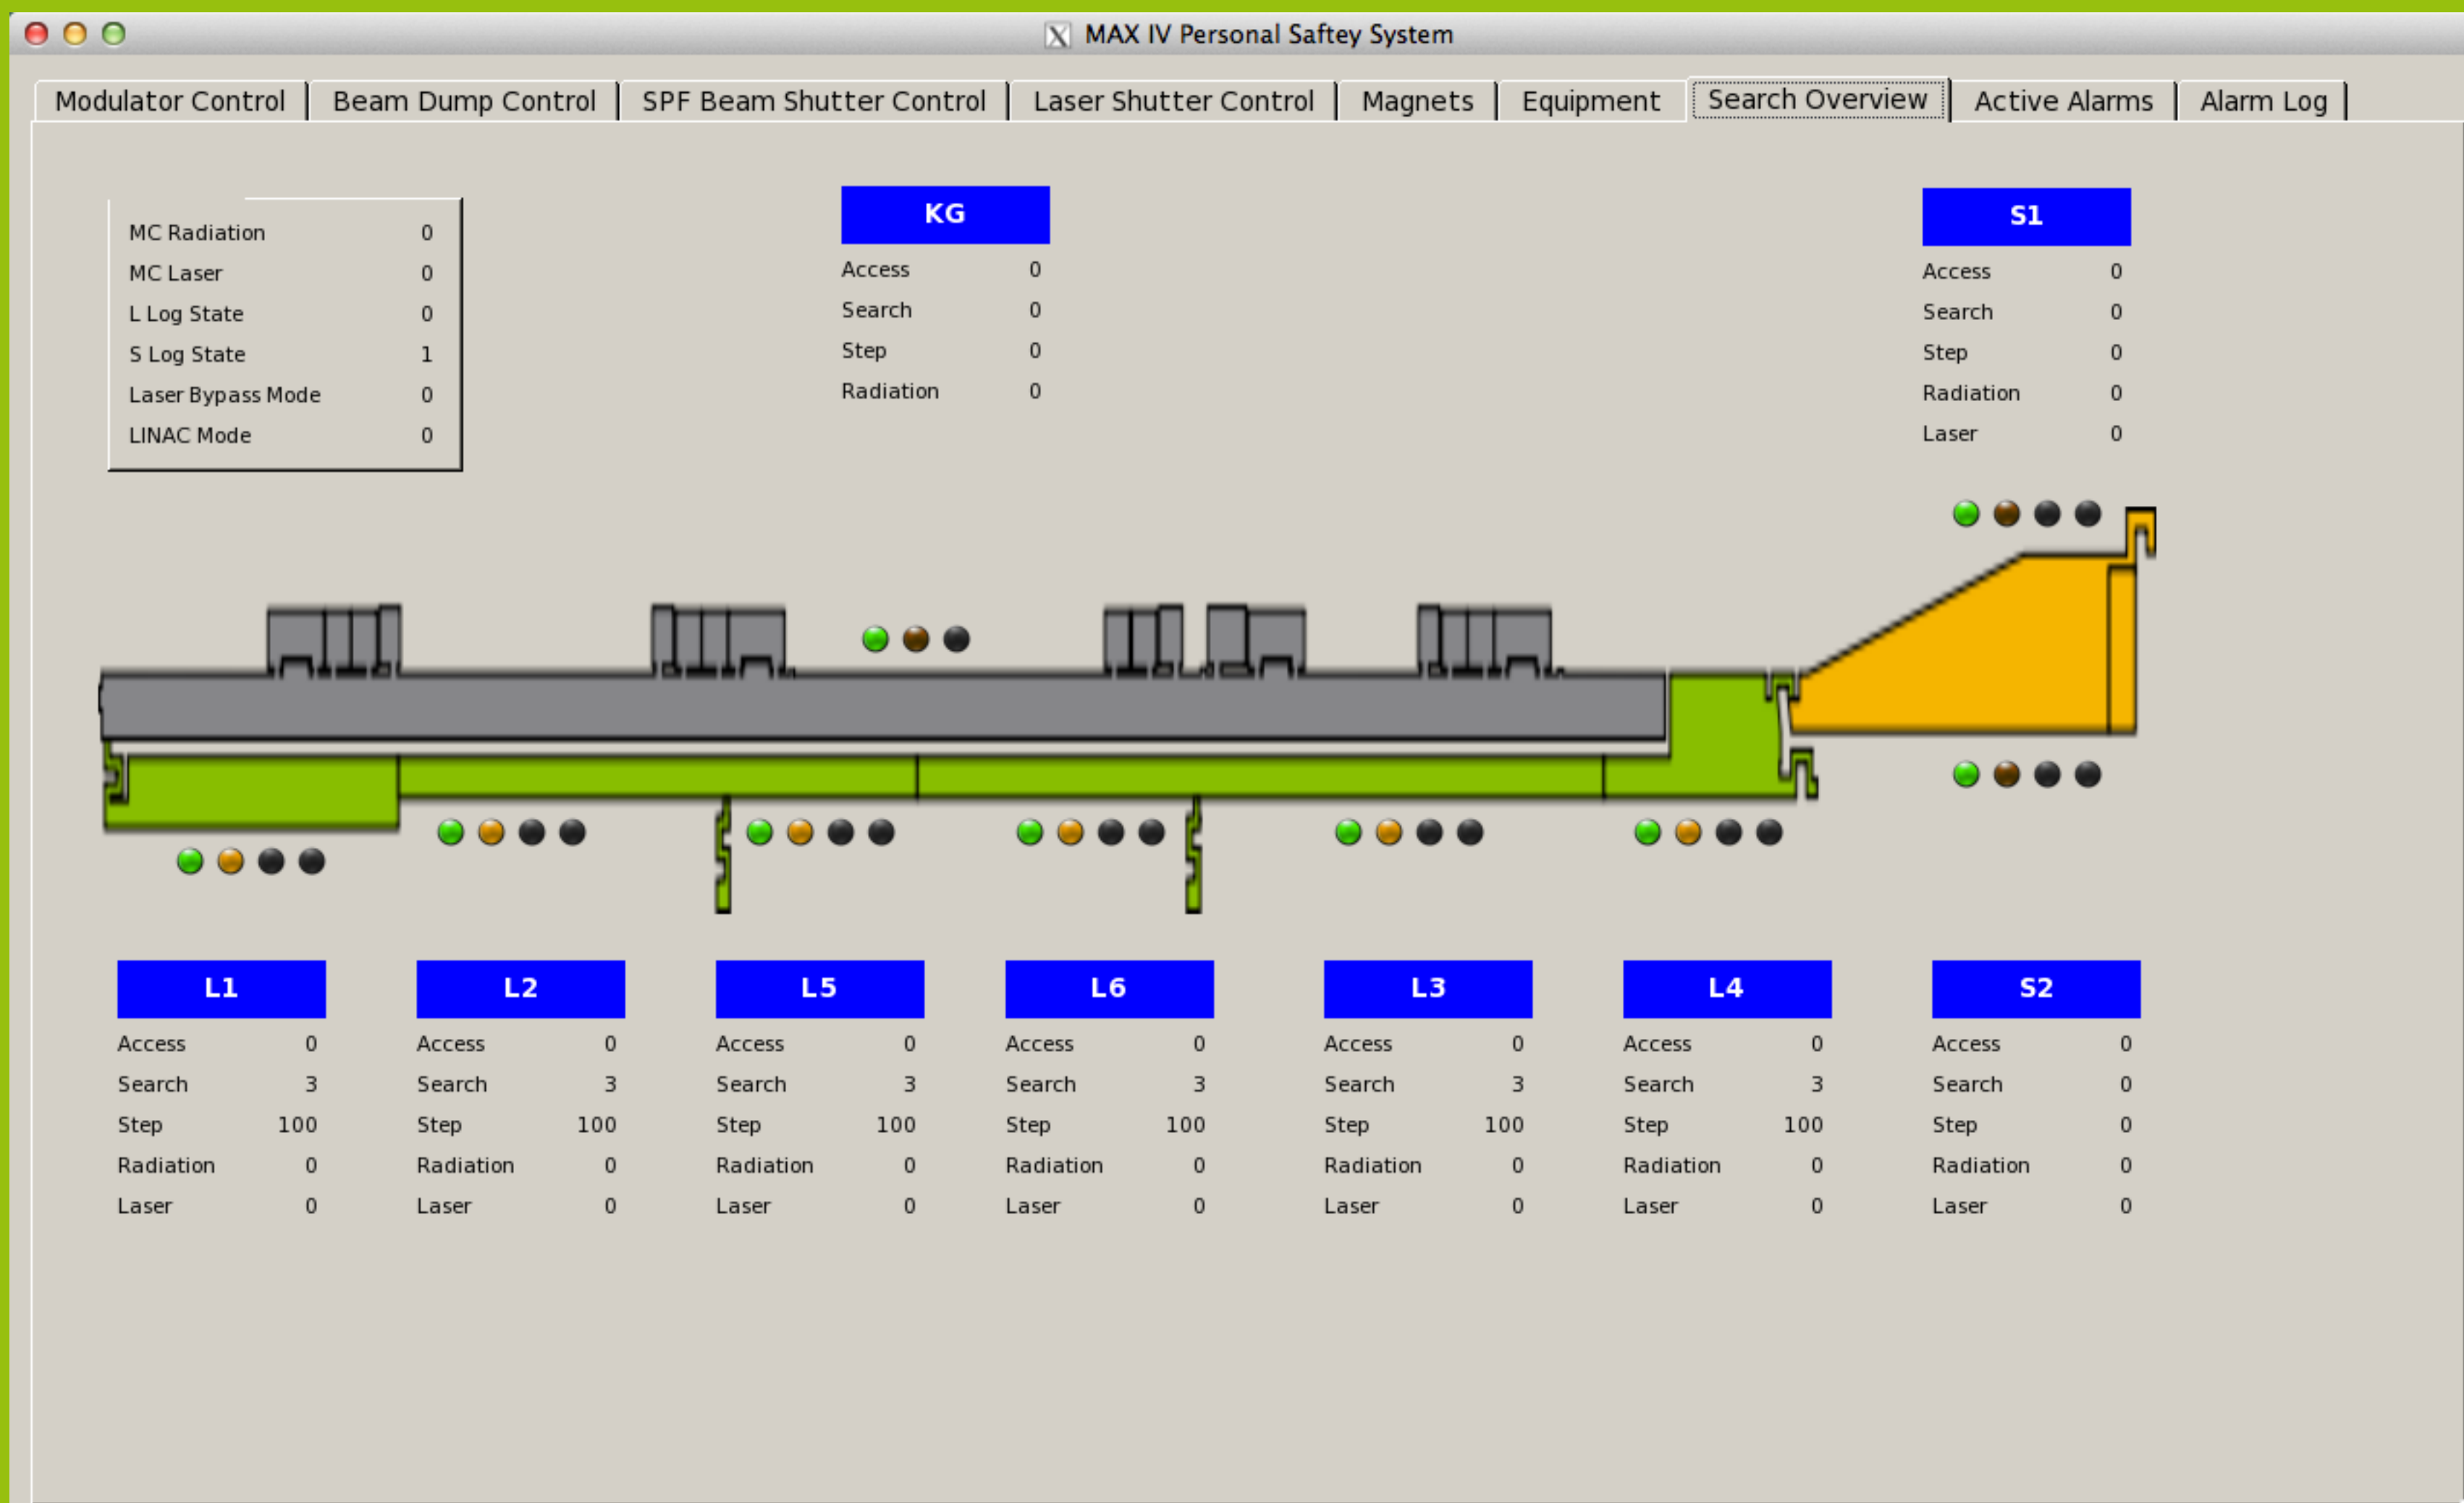 MAX IV Personal Saftey System
Modulator Control Beam Dump Control SPF Beam Shutter Control Laser Shutter Control Magnets Equipment Search Overview Active Alarms Alarm Log
MC Radiation 0
MC Laser 0
L Log State 0
S Log State 1
Laser Bypass Mode 0
LINAC Mode 0
KG
Access 0
Search 0
Step 0
Radiation 0
S1
Access 0
Search 0
Step 0
Radiation 0
Laser 0
L1
Access 0
Search 3
Step 100
Radiation 0
Laser 0
L2
Access 0
Search 3
Step 100
Radiation 0
Laser 0
L5
Access 0
Search 3
Step 100
Radiation 0
Laser 0
L6
Access 0
Search 3
Step 100
Radiation 0
Laser 0
L3
Access 0
Search 3
Step 100
Radiation 0
Laser 0
L4
Access 0
Search 3
Step 100
Radiation 0
Laser 0
S2
Access 0
Search 0
Step 0
Radiation 0
Laser 0